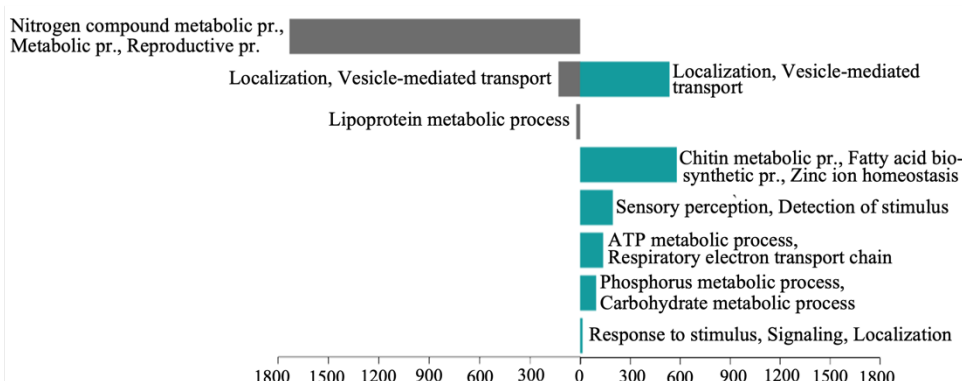 Nitrogen compound metabolic pr.,
Metabolic pr., Reproductive pr.
Localization, Vesicle-mediated transport
Localization, Vesicle-mediated
transport
Lipoprotein metabolic process
Chitin metabolic pr., Fatty acid bio-
synthetic pr., Zinc ion homeostasis
Sensory perception, Detection of stimulus
ATP metabolic process,
Respiratory electron transport chain
Phosphorus metabolic process,
Carbohydrate metabolic process
Response to stimulus, Signaling, Localization
1800 1500 1200 900 600 300 0 300 600 900 1200 1500 1800